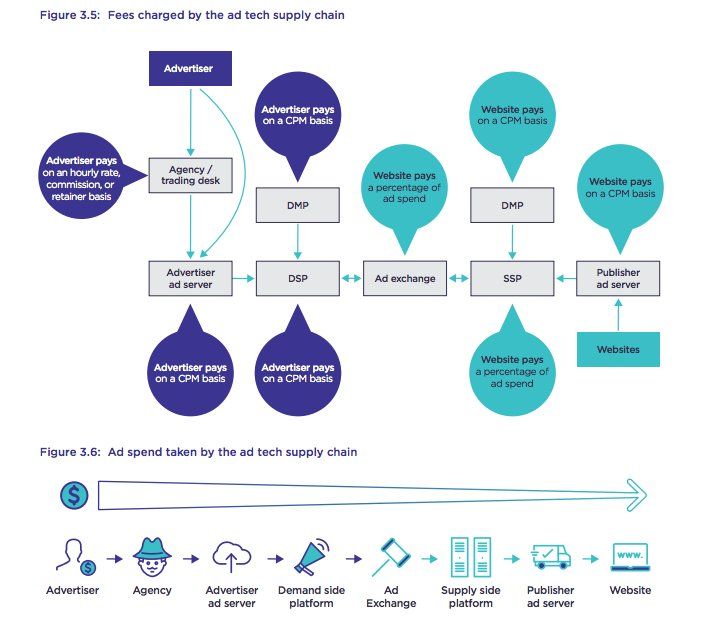 Figure 3.5: Fees charged by the ad tech supply chain
Advertiser
Advertiser pays
on a CPM basis
Website pays
on a CPM basis
Advertiser pays
on an hourly rate,
commission, or
retainer basis
Agency /
trading desk
Website pays
a percentage of
ad spend
Website pays
on a CPM basis
DMP
DMP
Advertiser
ad server
DSP
Ad exchange
SSP
Publisher
ad server
Websites
Advertiser pays
on a CPM basis
Advertiser pays
on a CPM basis
Website pays
a percentage of
ad spend
Figure 3.6: Ad spend taken by the ad tech supply chain
$
$
www.
Advertiser
Agency
Advertiser
ad server
Demand side
platform
Ad
Exchange
Supply side
platform
Publisher
ad server
Website